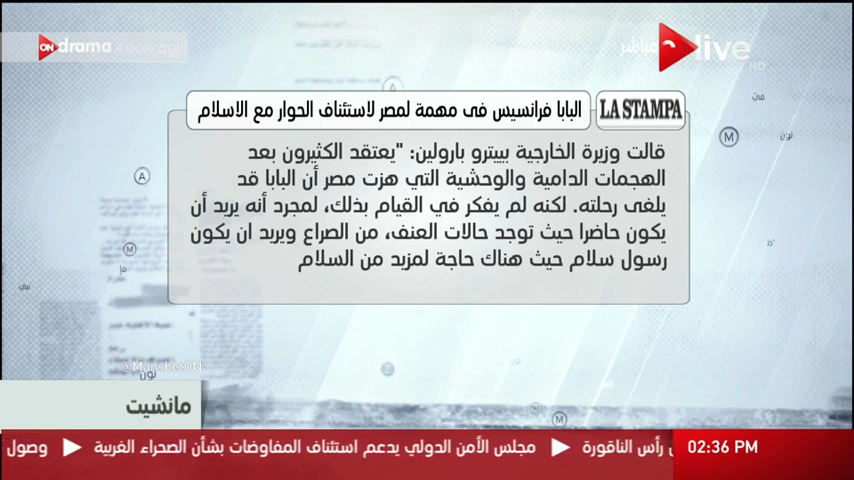 ON drama
مباشر
live
HD
LA STAMPA
البابا فرانسيس فى مهمة لمصر لاستئناف الحوار مع الاسلام
قالت وزيرة الخارجية بييترو بارولين: "يعتقد الكثيرون بعد
الهجمات الدامية والوحشية التي هزت مصر أن البابا قد
يلغى رحلته. لكنه لم يفكر في القيام بذلك، لمجرد أنه يريد أن
يكون حاضرا حيث توجد حالات العنف، من الصراع ويريد ان يكون
رسول سلام حيث هناك حاجة لمزيد من السلام
@ManshetON
مانشيت
02:36 PM
رأس الناقورة
مجلس الأمن الدولي يدعم استئناف المفاوضات بشأن الصحراء الغربية
وصول